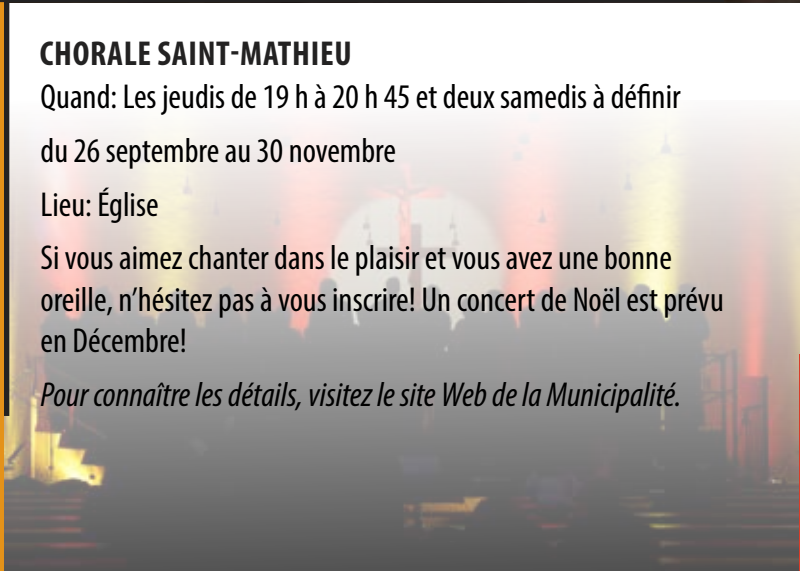 CHORALE SAINT-MATHIEU
Quand: Les jeudis de 19 h à 20 h 45 et deux samedis à définir
du 26 septembre au 30 novembre
Lieu: Église
Si vous aimez chanter dans le plaisir et vous avez une bonne
oreille, n’hésitez pas à vous inscrire! Un concert de Noël est prévu
en Décembre!
Pour connaître les détails, visitez le site Web de la Municipalité.